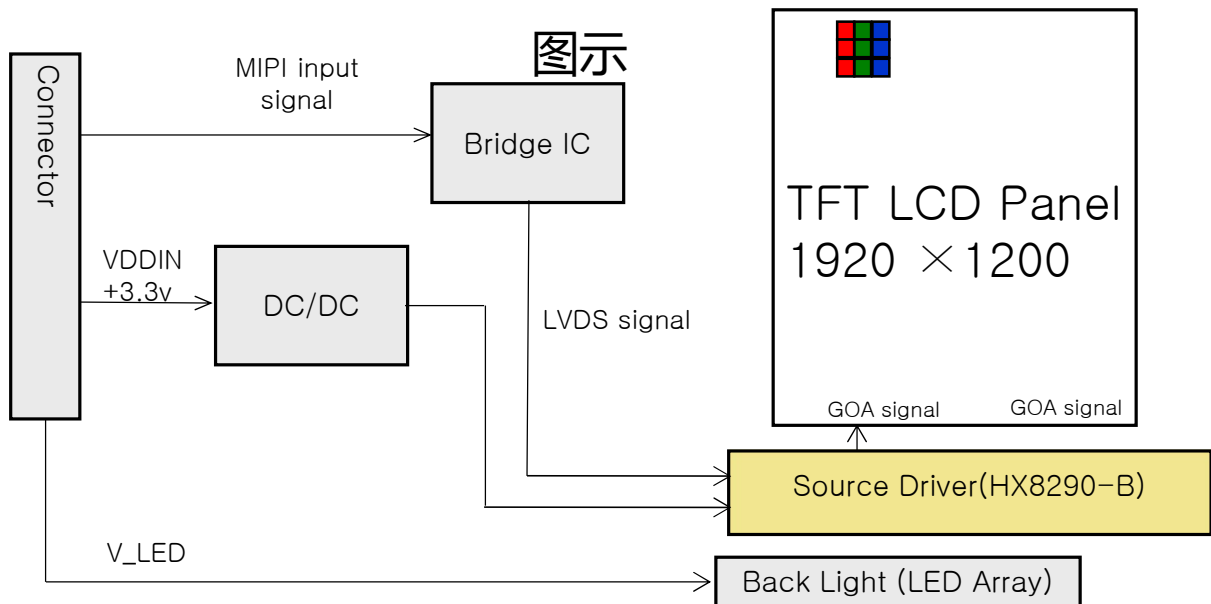 图示
Connector
MIPI input
signal
Bridge IC
TFT LCD Panel
1920 ×1200
VDDIN
+3.3v
DC/DC
LVDS signal
GOA signal
GOA signal
Source Driver(HX8290-B)
V_LED
Back Light (LED Array)